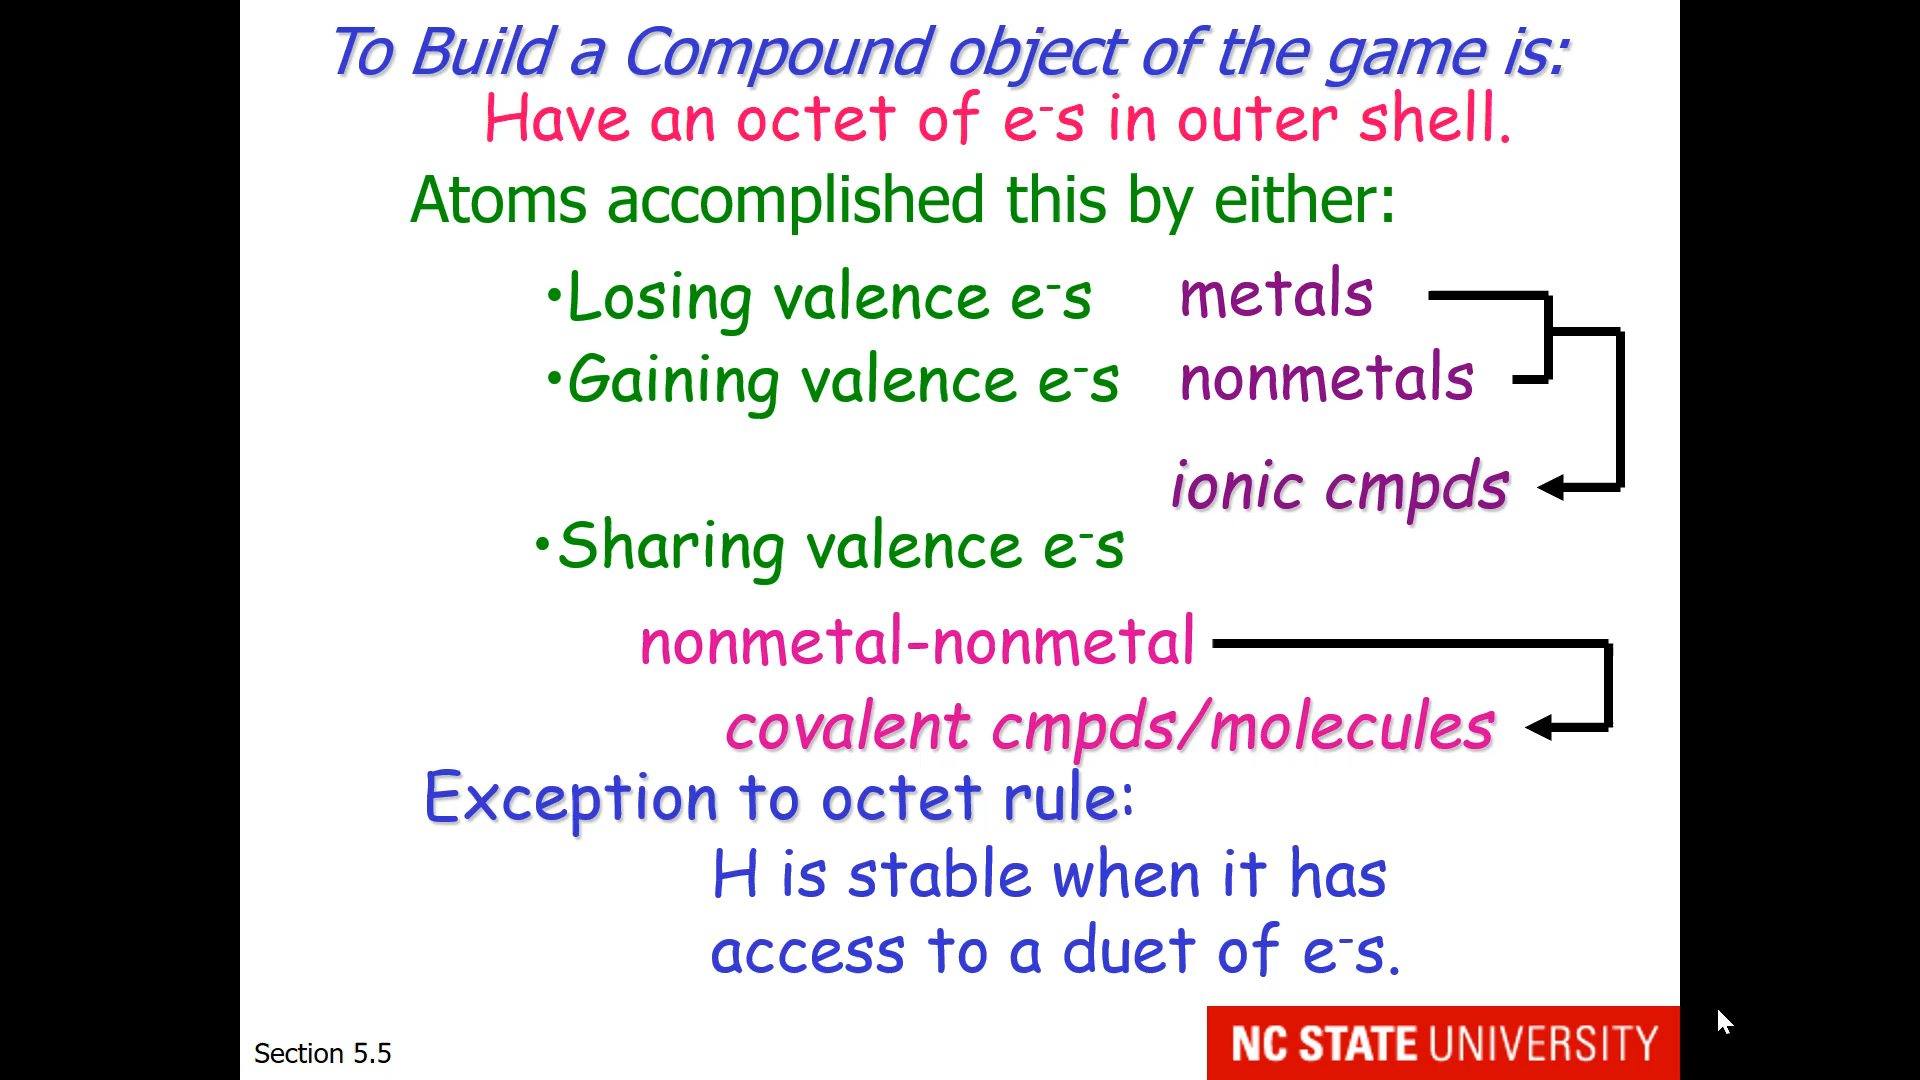 To Build a Compound object of the game is:
Have an octet of e⁻s in outer shell.
Atoms accomplished this by either:
•Losing valence e⁻s metals
•Gaining valence e⁻s nonmetals
ionic cmpds
•Sharing valence e⁻s
nonmetal-nonmetal
covalent cmpds/molecules
Exception to octet rule:
H is stable when it has
access to a duet of e⁻s.
Section 5.5
NC STATE UNIVERSITY